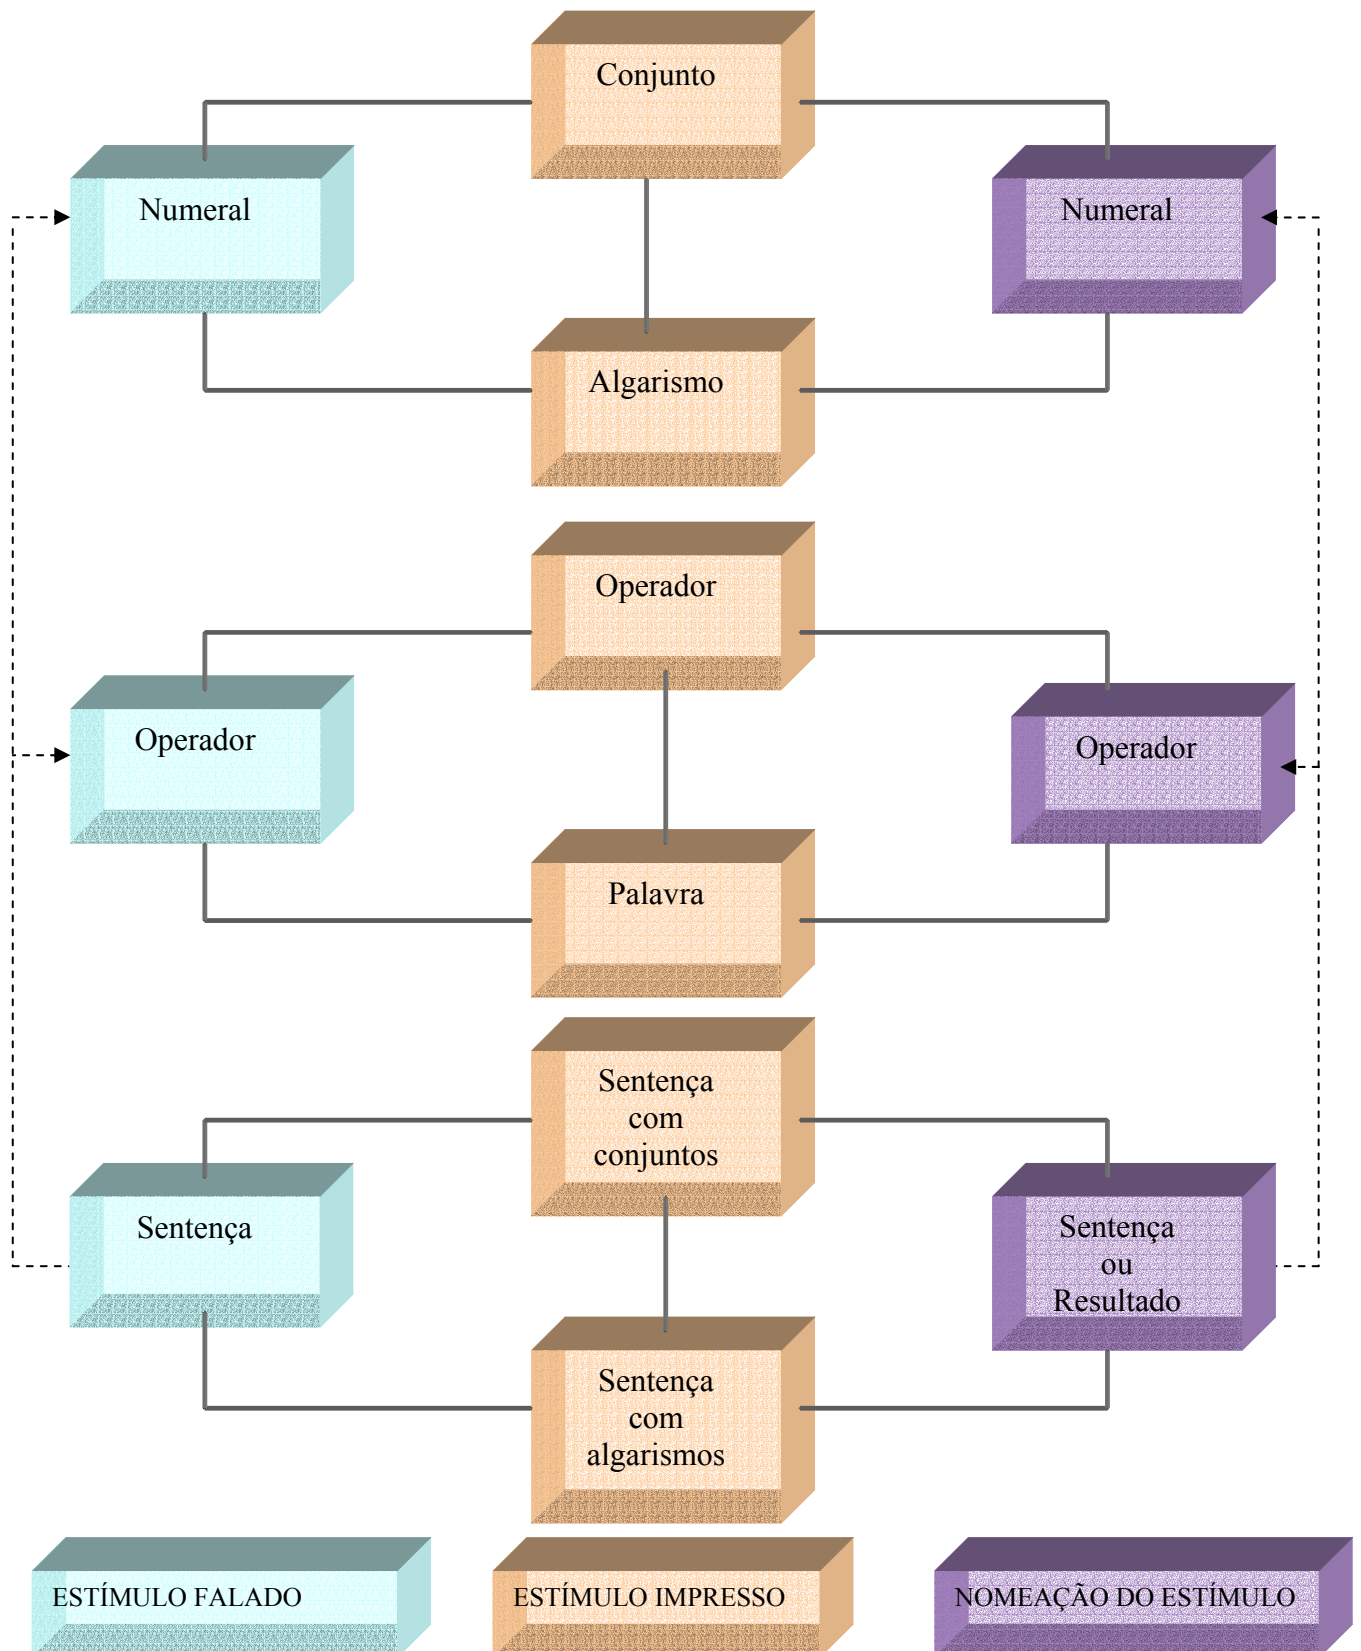 Conjunto
Numeral
Numeral
Algarismo
Operador
Operador
Operador
Palavra
Sentença
com
conjuntos
Sentença
Sentença
ou
Resultado
Sentença
com
algarismos
ESTÍMULO FALADO
ESTÍMULO IMPRESSO
NOMEAÇÃO DO ESTÍMULO